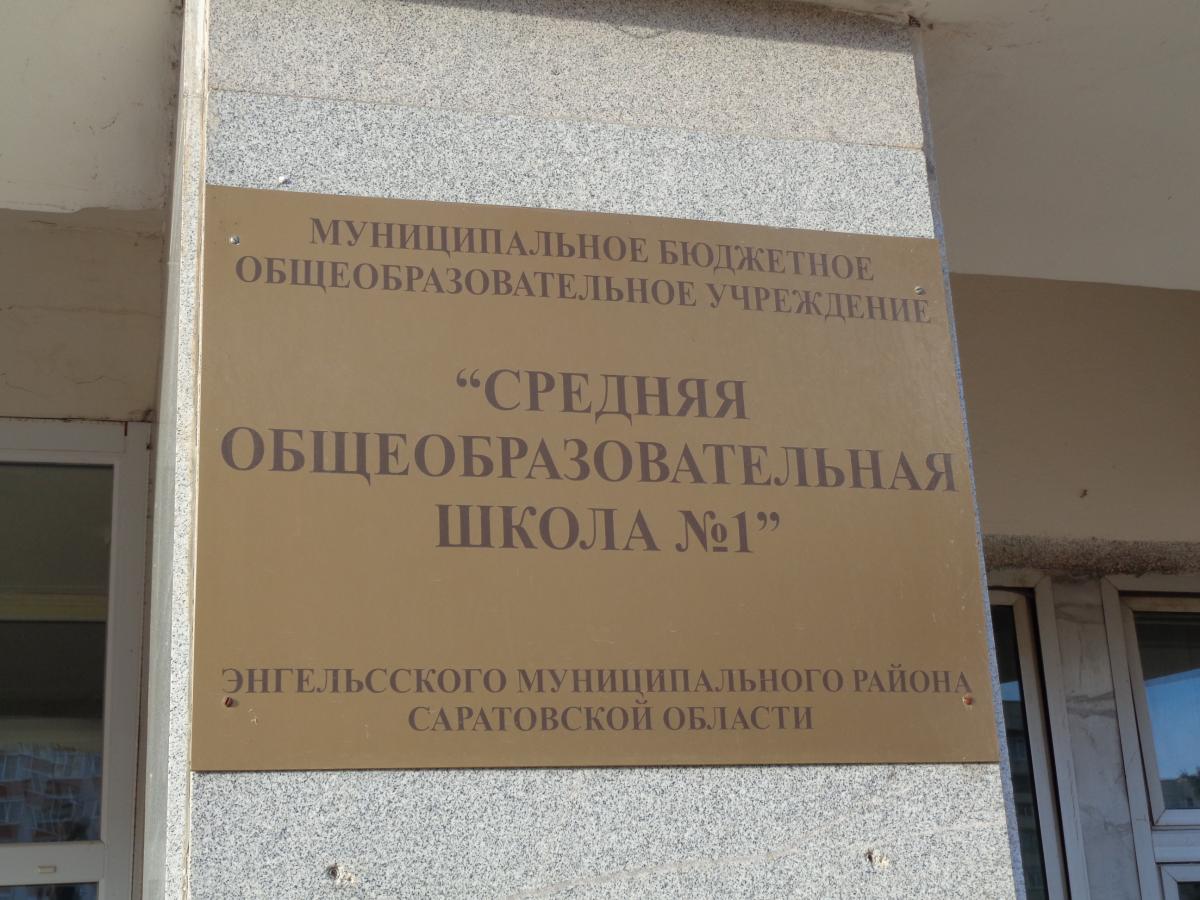 МУНИЦИПАЛЬНОЕ БЮДЖЕТНОЕ
ОБЩЕОБРАЗОВАТЕЛЬНОЕ УЧРЕЖДЕНИЕ
“СРЕДНЯЯ
ОБЩЕОБРАЗОВАТЕЛЬНАЯ
ШКОЛА №1”
ЭНГЕЛЬССКОГО МУНИЦИПАЛЬНОГО РАЙОНА
САРАТОВСКОЙ ОБЛАСТИ